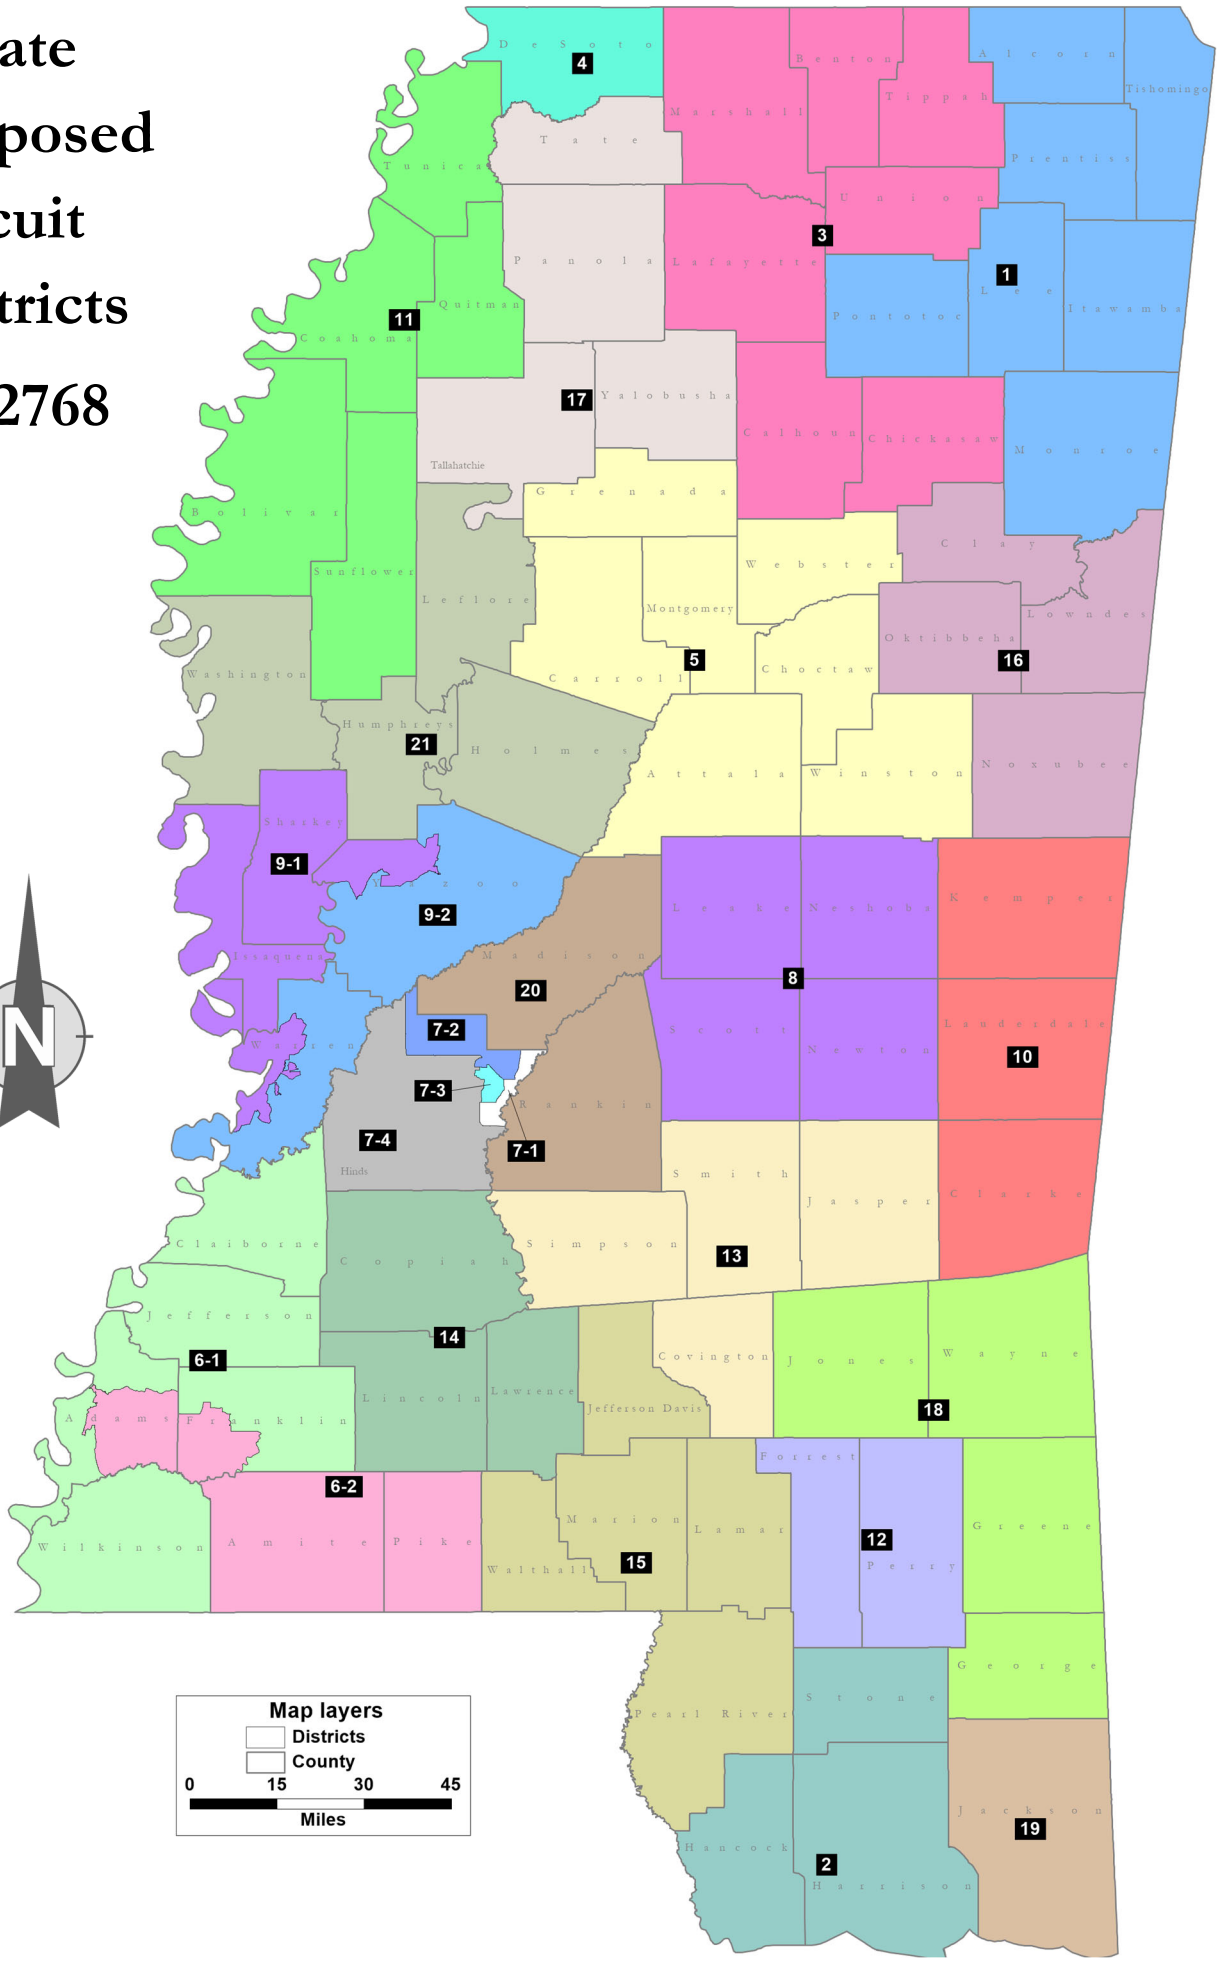 ate
posed
cuit
tricts
2768
DeSoto
4
Alcorn
Benton
Tishomingo
Tippah
Marshall
Tate
Prentiss
Tunica
Union
3
Panola
Lafayette
1
Lee
Quitman
Itawamba
11
Pontotoc
Coahoma
17
Yalobusha
Calhoun
Chickasaw
Monroe
Tallahatchie
Grenada
Bolivar
Clay
Webster
Sunflower
Leflore
Montgomery
Lowndes
Oktibbeha
5
16
Choctaw
Washington
Carroll
Humphreys
21
Holmes
Noxubee
Attala
Winston
Sharkey
9-1
Yazoo
Kemper
Leake
Neshoba
9-2
Issaquena
Madison
8
20
Lauderdale
7-2
Scott
N
Warren
Newton
10
7-3
Rankin
7-4
7-1
Hinds
Smith
Clarke
Jasper
Claiborne
Simpson
13
Copiah
Jefferson
14
Wayne
6-1
Covington
Jones
Lawrence
Lincoln
Jefferson Davis
18
Adams
Franklin
Forrest
6-2
Marion
Greene
Lamar
12
Wilkinson
Amite
Pike
15
Perry
Walthall
George
Stone
Map layers
Pearl River
Districts
County
0 15 30 45
Miles
Jackson
19
Hancock
2
Harrison